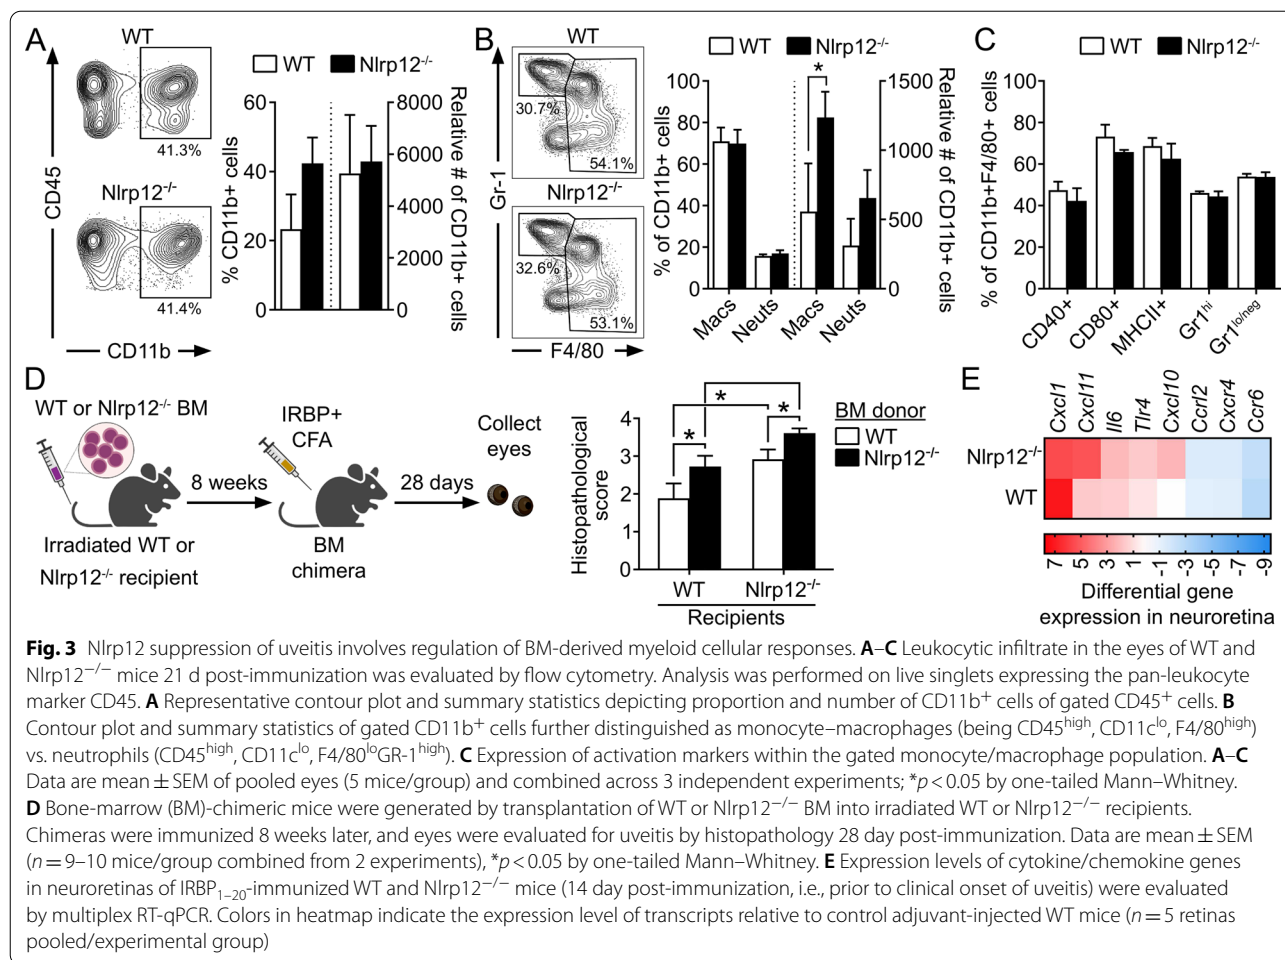 A
WT
41.3%
Nlrp12-/-
41.4%
CD45
CD11b
WT
Nlrp12-/-
% CD11b+ cells
60
40
20
0
8000
6000
4000
2000
0
Relative # of CD11b+ cells
B
WT
30.7%
54.1%
Nlrp12-/-
32.6%
53.1%
Gr-1
F4/80
WT
Nlrp12-/-
% of CD11b+ cells
100
80
60
40
20
0
*
1500
1000
500
0
Relative # of CD11b+ cells
Macs
Neuts
Macs
Neuts
C
WT
Nlrp12-/-
% of CD11b+F4/80+ cells
100
80
60
40
20
0
CD40+
CD80+
MHCII+
Gr1hi
Gr1lo/neg
D
WT or Nlrp12-/- BM
Irradiated WT or
Nlrp12-/- recipient
8 weeks
IRBP+
CFA
BM
chimera
28 days
Collect
eyes
Histopathological
score
4
3
2
1
0
*
*
*
*
WT
Nlrp12-/-
Recipients
BM donor
WT
Nlrp12-/-
E
Cxcl1
Cxcl11
Il6
Tlr4
Cxcl10
Ccrl2
Cxcr4
Ccr6
Nlrp12-/-
WT
7
5
3
1
-1
-3
-5
-7
-9
Differential gene
expression in neuroretina
Fig. 3 Nlrp12 suppression of uveitis involves regulation of BM-derived myeloid cellular responses. A–C Leukocytic infiltrate in the eyes of WT and
Nlrp12−/− mice 21 d post-immunization was evaluated by flow cytometry. Analysis was performed on live singlets expressing the pan-leukocyte
marker CD45. A Representative contour plot and summary statistics depicting proportion and number of CD11b+ cells of gated CD45+ cells. B
Contour plot and summary statistics of gated CD11b+ cells further distinguished as monocyte–macrophages (being CD45high, CD11clo, F4/80high)
vs. neutrophils (CD45high, CD11clo, F4/80loGR-1high). C Expression of activation markers within the gated monocyte/macrophage population. A–C
Data are mean ± SEM of pooled eyes (5 mice/group) and combined across 3 independent experiments; *p < 0.05 by one-tailed Mann–Whitney.
D Bone-marrow (BM)-chimeric mice were generated by transplantation of WT or Nlrp12−/− BM into irradiated WT or Nlrp12−/− recipients.
Chimeras were immunized 8 weeks later, and eyes were evaluated for uveitis by histopathology 28 day post-immunization. Data are mean ± SEM
(n = 9–10 mice/group combined from 2 experiments), *p < 0.05 by one-tailed Mann–Whitney. E Expression levels of cytokine/chemokine genes
in neuroretinas of IRBP1–20-immunized WT and Nlrp12−/− mice (14 day post-immunization, i.e., prior to clinical onset of uveitis) were evaluated
by multiplex RT-qPCR. Colors in heatmap indicate the expression level of transcripts relative to control adjuvant-injected WT mice (n = 5 retinas
pooled/experimental group)